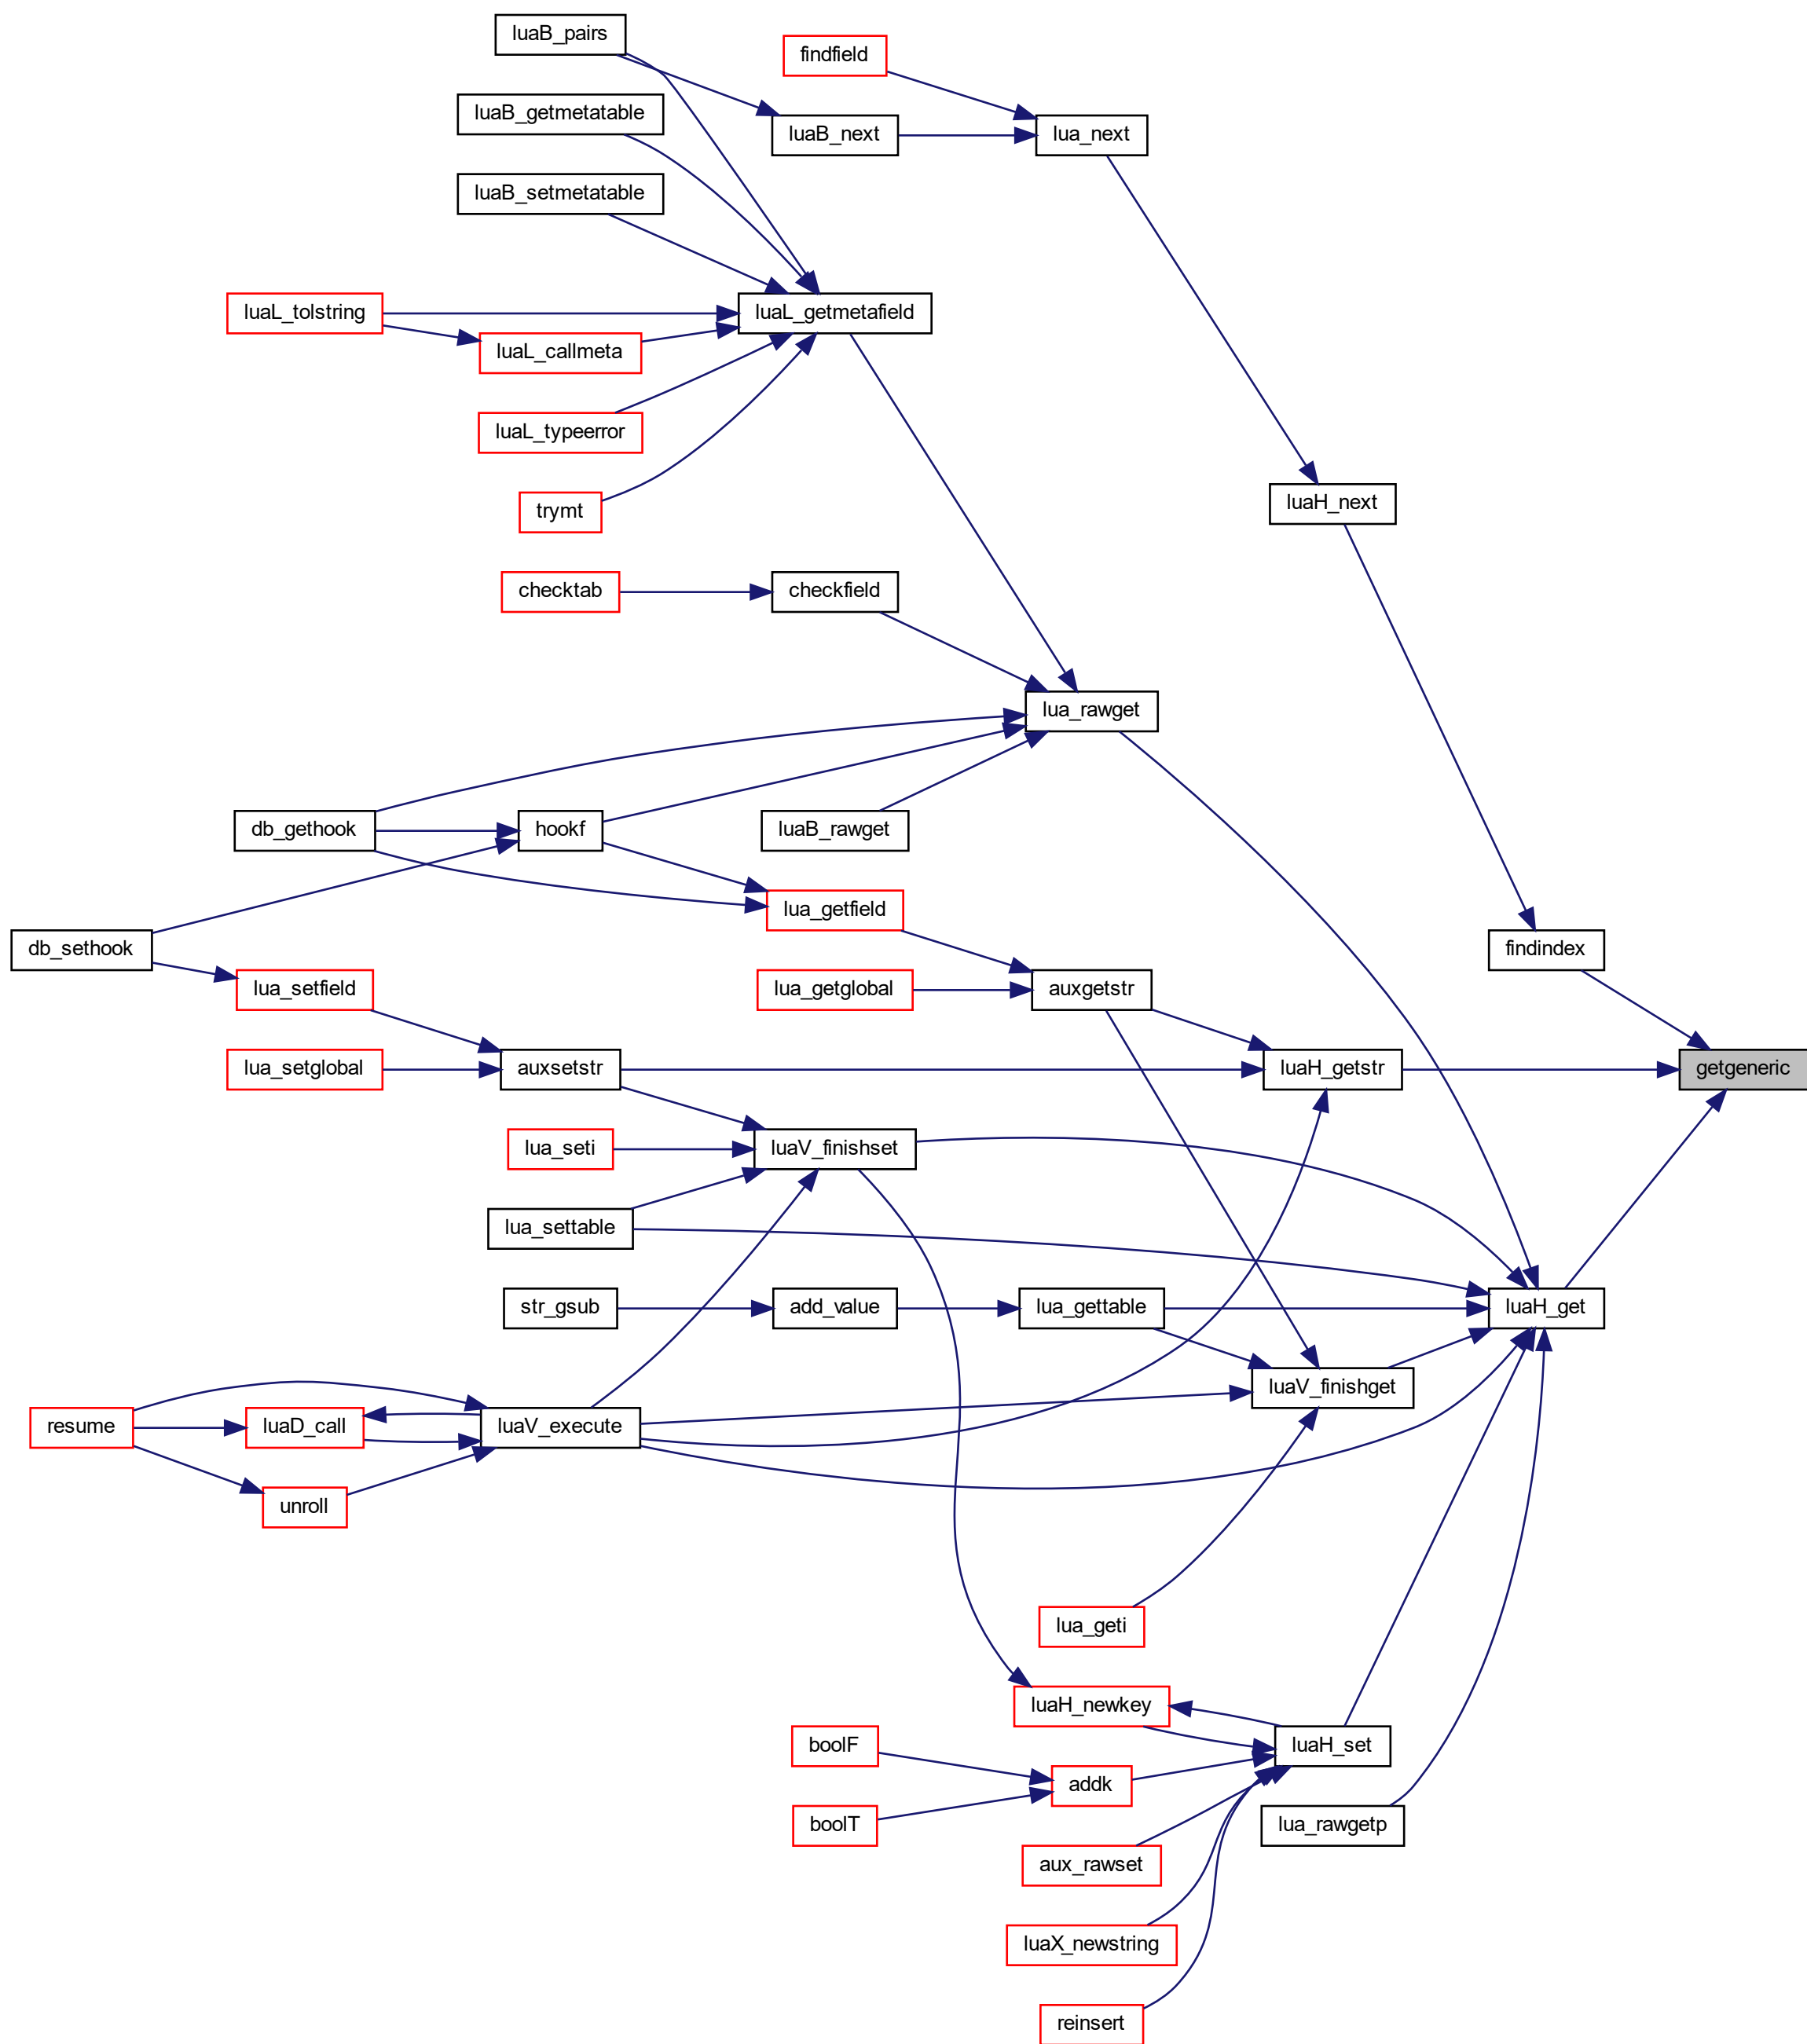 luaB_pairs
findfield
luaB_getmetatable
luaB_next
lua_next
luaB_setmetatable
luaL_tolstring
luaL_getmetafield
luaL_callmeta
luaL_typeerror
trymt
luaH_next
checktab
checkfield
lua_rawget
db_gethook
hookf
luaB_rawget
lua_getfield
db_sethook
findindex
lua_setfield
lua_getglobal
auxgetstr
lua_setglobal
auxsetstr
luaH_getstr
getgeneric
lua_seti
luaV_finishset
lua_settable
str_gsub
add_value
lua_gettable
luaH_get
luaV_finishget
resume
luaD_call
luaV_execute
unroll
lua_geti
luaH_newkey
boolF
luaH_set
addk
boolT
lua_rawgetp
aux_rawset
luaX_newstring
reinsert